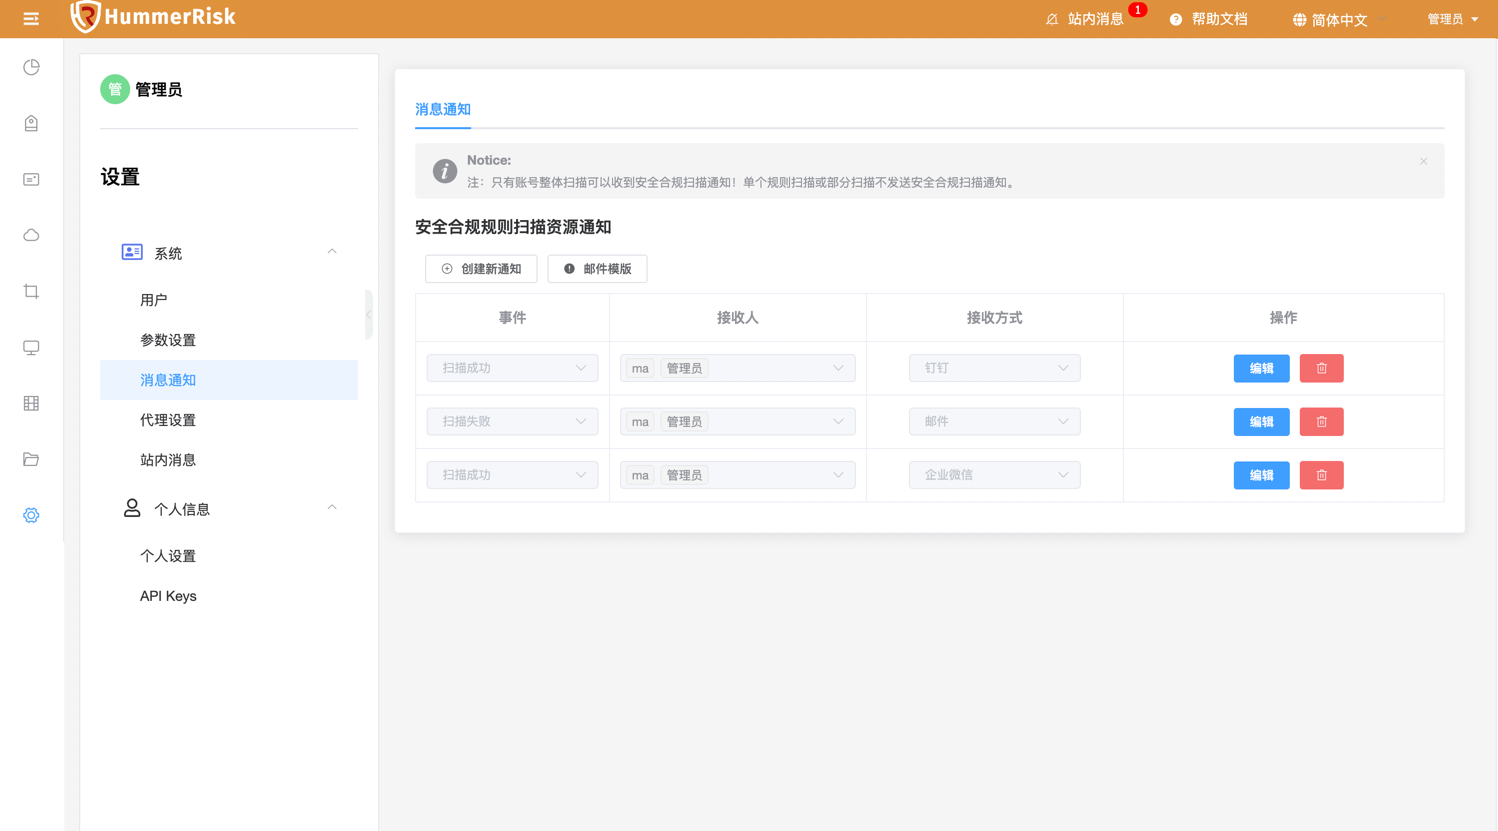 HummerRisk
站内消息
1
帮助文档
简体中文
管理员
管
管理员
设置
系统
用户
参数设置
消息通知
代理设置
站内消息
个人信息
个人设置
API Keys
消息通知
Notice:
注：只有账号整体扫描可以收到安全合规扫描通知！单个规则扫描或部分扫描不发送安全合规扫描通知。
安全合规规则扫描资源通知
创建新通知
邮件模版
事件
接收人
接收方式
操作
扫描成功
ma
管理员
钉钉
编辑
扫描失败
ma
管理员
邮件
编辑
扫描成功
ma
管理员
企业微信
编辑